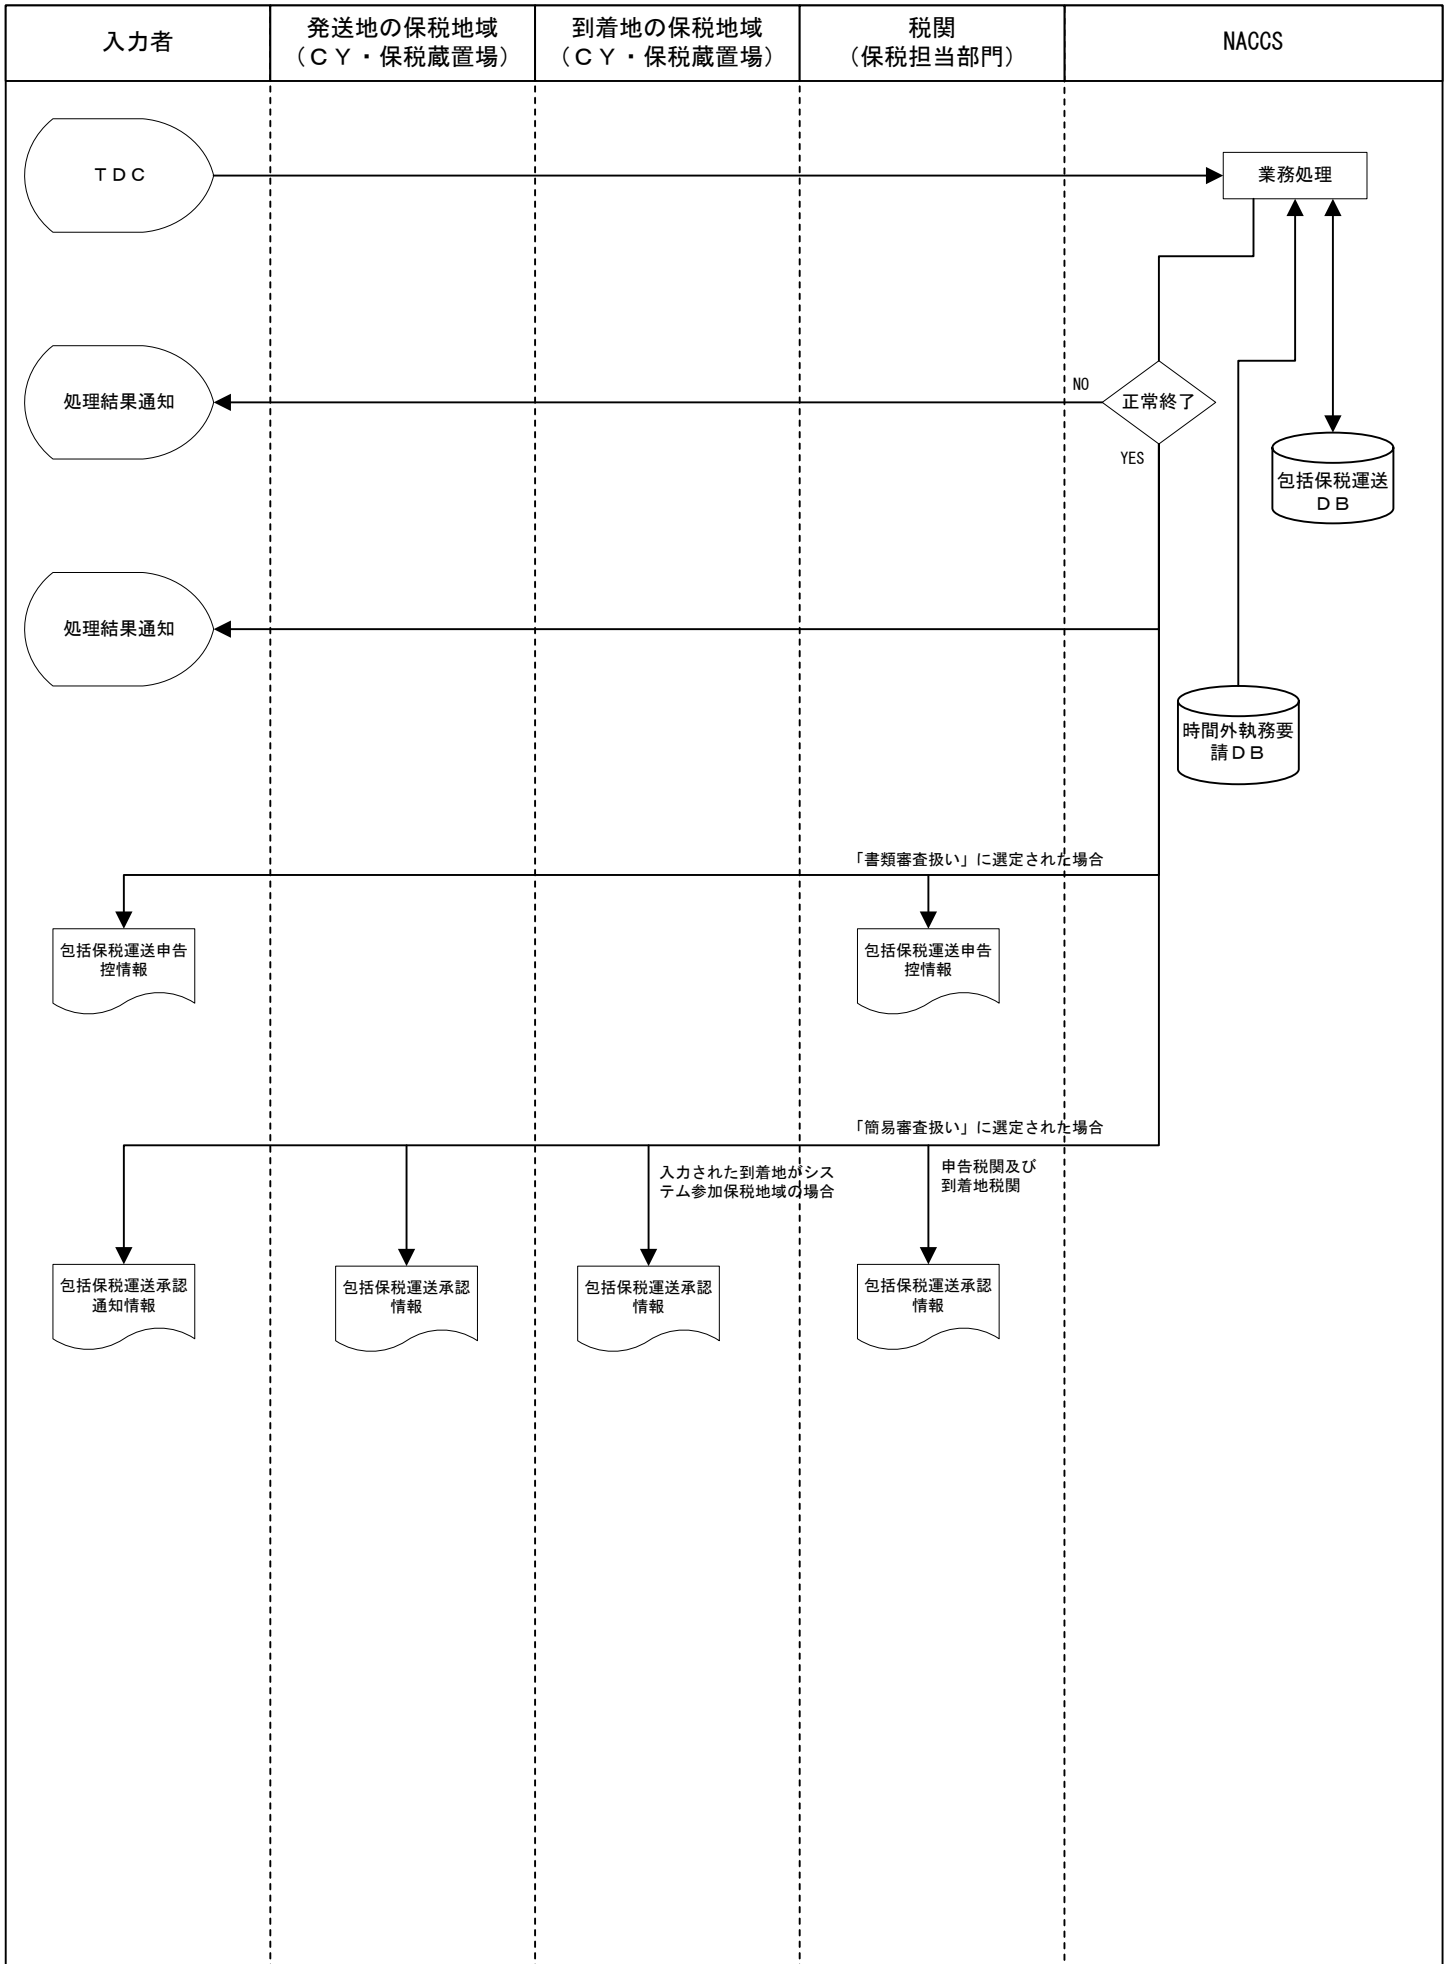 入力者
発送地の保税地域
（ＣＹ・保税蔵置場）
到着地の保税地域
（ＣＹ・保税蔵置場）
税関
（保税担当部門）
NACCS
ＴＤＣ
業務処理
処理結果通知
NO
正常終了
YES
包括保税運送
ＤＢ
処理結果通知
時間外執務要
請ＤＢ
「書類審査扱い」に選定された場合
包括保税運送申告
控情報
包括保税運送申告
控情報
「簡易審査扱い」に選定された場合
入力された到着地がシス
テム参加保税地域の場合
申告税関及び
到着地税関
包括保税運送承認
通知情報
包括保税運送承認
情報
包括保税運送承認
情報
包括保税運送承認
情報